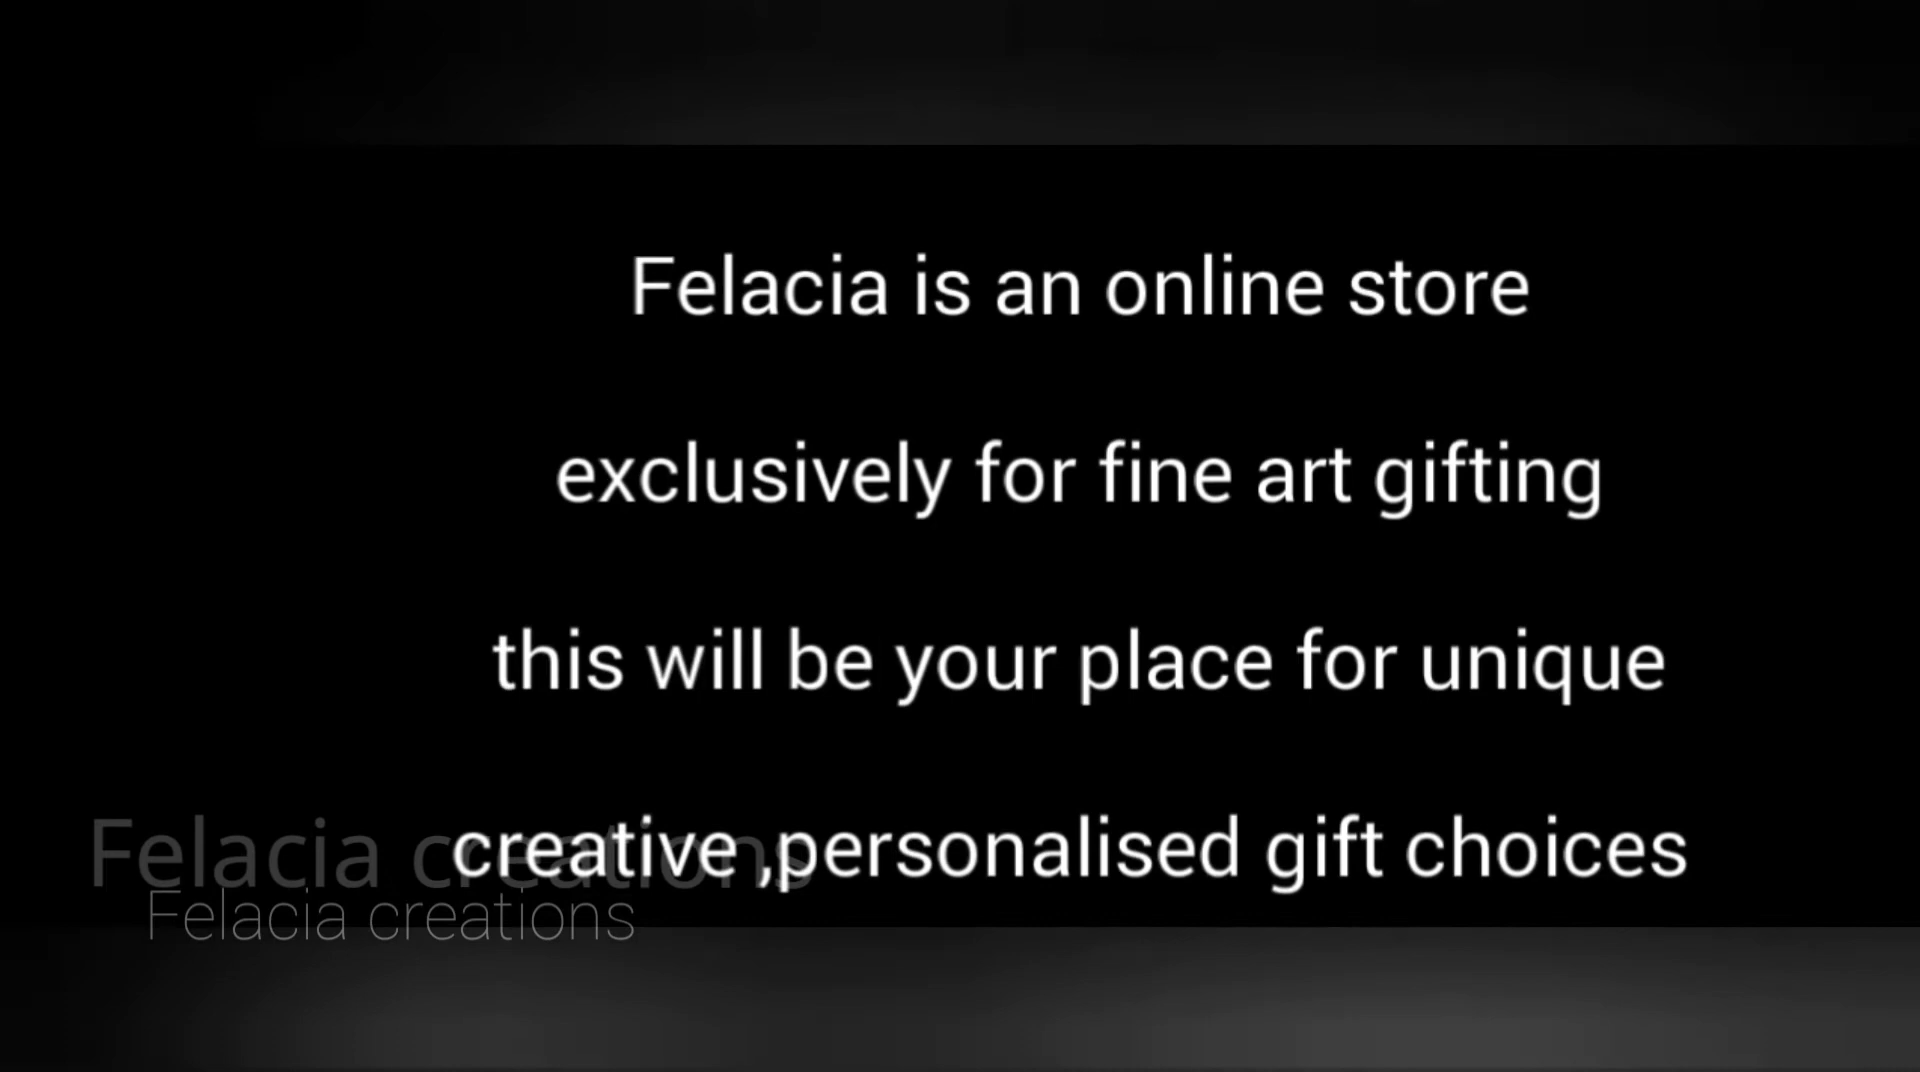 Felacia is an online store
exclusively for fine art gifting
this will be your place for unique
creative ,personalised gift choices
Felacia creations
Felacia creations